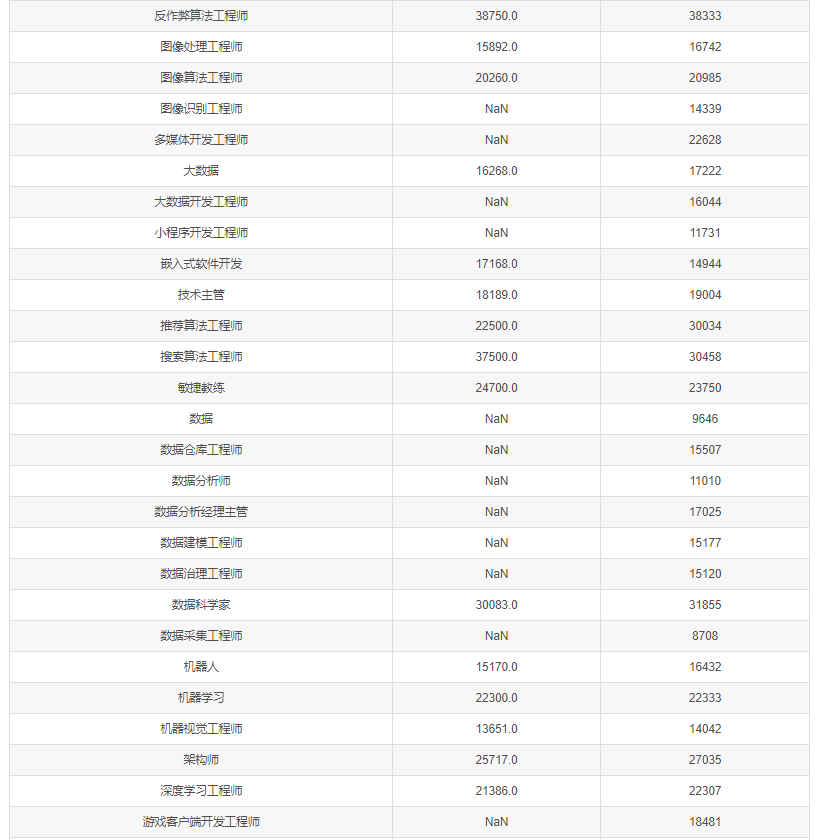 反作弊算法工程师 38750.0 38333
图像处理工程师 15892.0 16742
图像算法工程师 20260.0 20985
图像识别工程师 NaN 14339
多媒体开发工程师 NaN 22628
大数据 16268.0 17222
大数据开发工程师 NaN 16044
小程序开发工程师 NaN 11731
嵌入式软件开发 17168.0 14944
技术主管 18189.0 19004
推荐算法工程师 22500.0 30034
搜索算法工程师 37500.0 30458
敏捷教练 24700.0 23750
数据 NaN 9646
数据仓库工程师 NaN 15507
数据分析师 NaN 11010
数据分析经理主管 NaN 17025
数据建模工程师 NaN 15177
数据治理工程师 NaN 15120
数据科学家 30083.0 31855
数据采集工程师 NaN 8708
机器人 15170.0 16432
机器学习 22300.0 22333
机器视觉工程师 13651.0 14042
架构师 25717.0 27035
深度学习工程师 21386.0 22307
游戏客户端开发工程师 NaN 18481